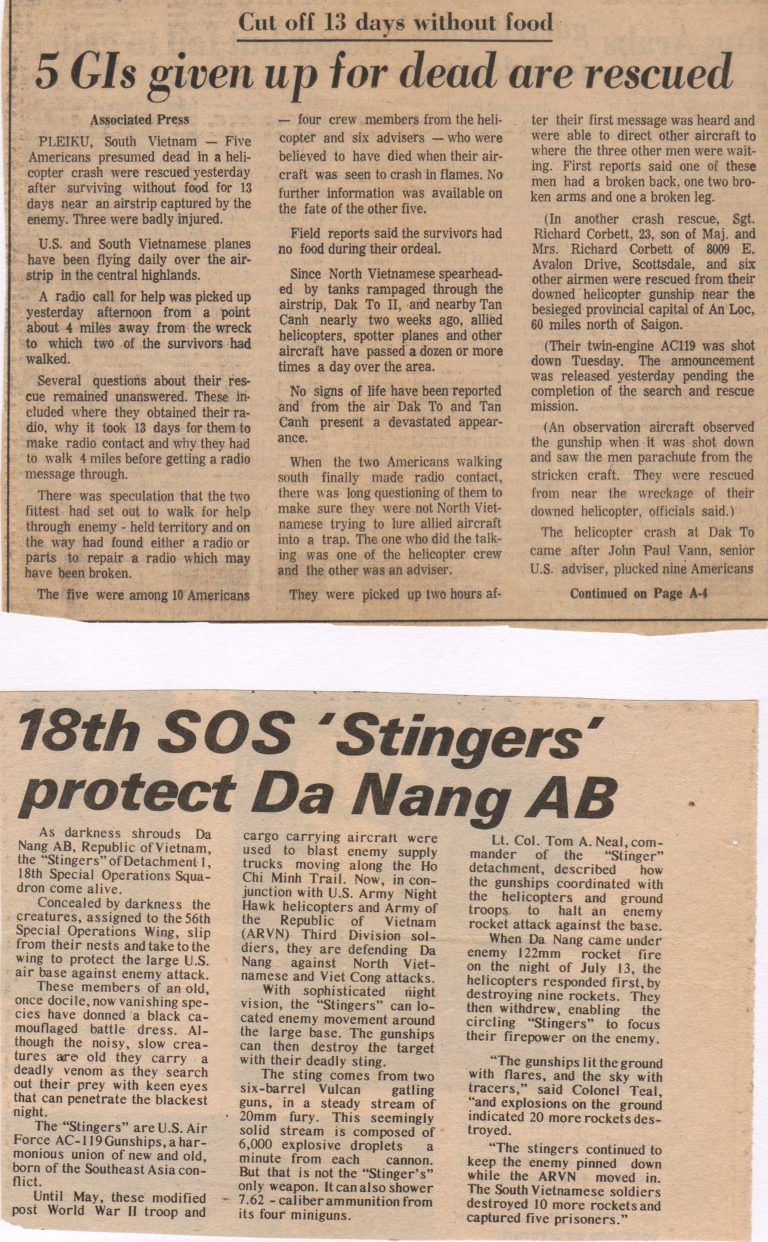 Cut off 13 days without food
5 GIs given up for dead are rescued
Associated Press
PLEIKU, South Vietnam — Five
Americans presumed dead in a heli-
copter crash were rescued yesterday
after surviving without food for 13
days near an airstrip captured by the
enemy. Three were badly injured.
U.S. and South Vietnamese planes
have been flying daily over the air-
strip in the central highlands.
A radio call for help was picked up
yesterday afternoon from a point
about 4 miles away from the wreck
to which two of the survivors had
walked.
Several questions about their res-
cue remained unanswered. These in-
cluded where they obtained their ra-
dio, why it took 13 days for them to
make radio contact and why they had
to walk 4 miles before getting a radio
message through.
There was speculation that the two
fittest had set out to walk for help
through enemy - held territory and on
the way had found either a radio or
parts to repair a radio which may
have been broken.
The five were among 10 Americans
— four crew members from the heli-
copter and six advisers — who were
believed to have died when their air-
craft was seen to crash in flames. No
further information was available on
the fate of the other five.
Field reports said the survivors had
no food during their ordeal.
Since North Vietnamese spearhead-
ed by tanks rampaged through the
airstrip, Dak To II, and nearby Tan
Canh nearly two weeks ago, allied
helicopters, spotter planes and other
aircraft have passed a dozen or more
times a day over the area.
No signs of life have been reported
and from the air Dak To and Tan
Canh present a devastated appear-
ance.
When the two Americans walking
south finally made radio contact,
there was long questioning of them to
make sure they were not North Viet-
namese trying to lure allied aircraft
into a trap. The one who did the talk-
ing was one of the helicopter crew
and the other was an adviser.
They were picked up two hours af-
ter their first message was heard and
were able to direct other aircraft to
where the three other men were wait-
ing. First reports said one of these
men had a broken back, one two bro-
ken arms and one a broken leg.
(In another crash rescue, Sgt.
Richard Corbett, 23, son of Maj. and
Mrs. Richard Corbett of 8009 E.
Avalon Drive, Scottsdale, and six
other airmen were rescued from their
downed helicopter gunship near the
besieged provincial capital of An Loc,
60 miles north of Saigon.
(Their twin-engine AC119 was shot
down Tuesday. The announcement
was released yesterday pending the
completion of the search and rescue
mission.
(An observation aircraft observed
the gunship when it was shot down
and saw the men parachute from the
stricken craft. They were rescued
from near the wreckage of their
downed helicopter, officials said.)
The helicopter crash at Dak To
came after John Paul Vann, senior
U.S. adviser, plucked nine Americans
Continued on Page A-4
18th SOS ‘Stingers’
protect Da Nang AB
As darkness shrouds Da
Nang AB, Republic of Vietnam,
the “Stingers” of Detachment 1,
18th Special Operations Squa-
dron come alive.
Concealed by darkness the
creatures, assigned to the 56th
Special Operations Wing, slip
from their nests and take to the
wing to protect the large U.S.
air base against enemy attack.
These members of an old,
once docile, now vanishing spe-
cies have donned a black ca-
mouflaged battle dress. Al-
though the noisy, slow crea-
tures are old they carry a
deadly venom as they search
out their prey with keen eyes
that can penetrate the blackest
night.
The “Stingers” are U.S. Air
Force AC-119 Gunships, a har-
monious union of new and old,
born of the Southeast Asia con-
flict.
Until May, these modified
post World War II troop and
cargo carrying aircraft were
used to blast enemy supply
trucks moving along the Ho
Chi Minh Trail. Now, in con-
junction with U.S. Army Night
Hawk helicopters and Army of
the Republic of Vietnam
(ARVN) Third Division sol-
diers, they are defending Da
Nang against North Viet-
namese and Viet Cong attacks.
With sophisticated night
vision, the “Stingers” can lo-
cated enemy movement around
the large base. The gunships
can then destroy the target
with their deadly sting.
The sting comes from two
six-barrel Vulcan gatling
guns, in a steady stream of
20mm fury. This seemingly
solid stream is composed of
6,000 explosive droplets a
minute from each cannon.
But that is not the “Stinger's”
only weapon. It can also shower
7.62 - caliber ammunition from
its four miniguns.
Lt. Col. Tom A. Neal, com-
mander of the “Stinger”
detachment, described how
the gunships coordinated with
the helicopters and ground
troops to halt an enemy
rocket attack against the base.
When Da Nang came under
enemy 122mm rocket fire
on the night of July 13, the
helicopters responded first, by
destroying nine rockets. They
then withdrew, enabling the
circling “Stingers” to focus
their firepower on the enemy.
“The gunships lit the ground
with flares, and the sky with
tracers,” said Colonel Teal,
“and explosions on the ground
indicated 20 more rockets des-
troyed.
“The stingers continued to
keep the enemy pinned down
while the ARVN moved in.
The South Vietnamese soldiers
destroyed 10 more rockets and
captured five prisoners.”